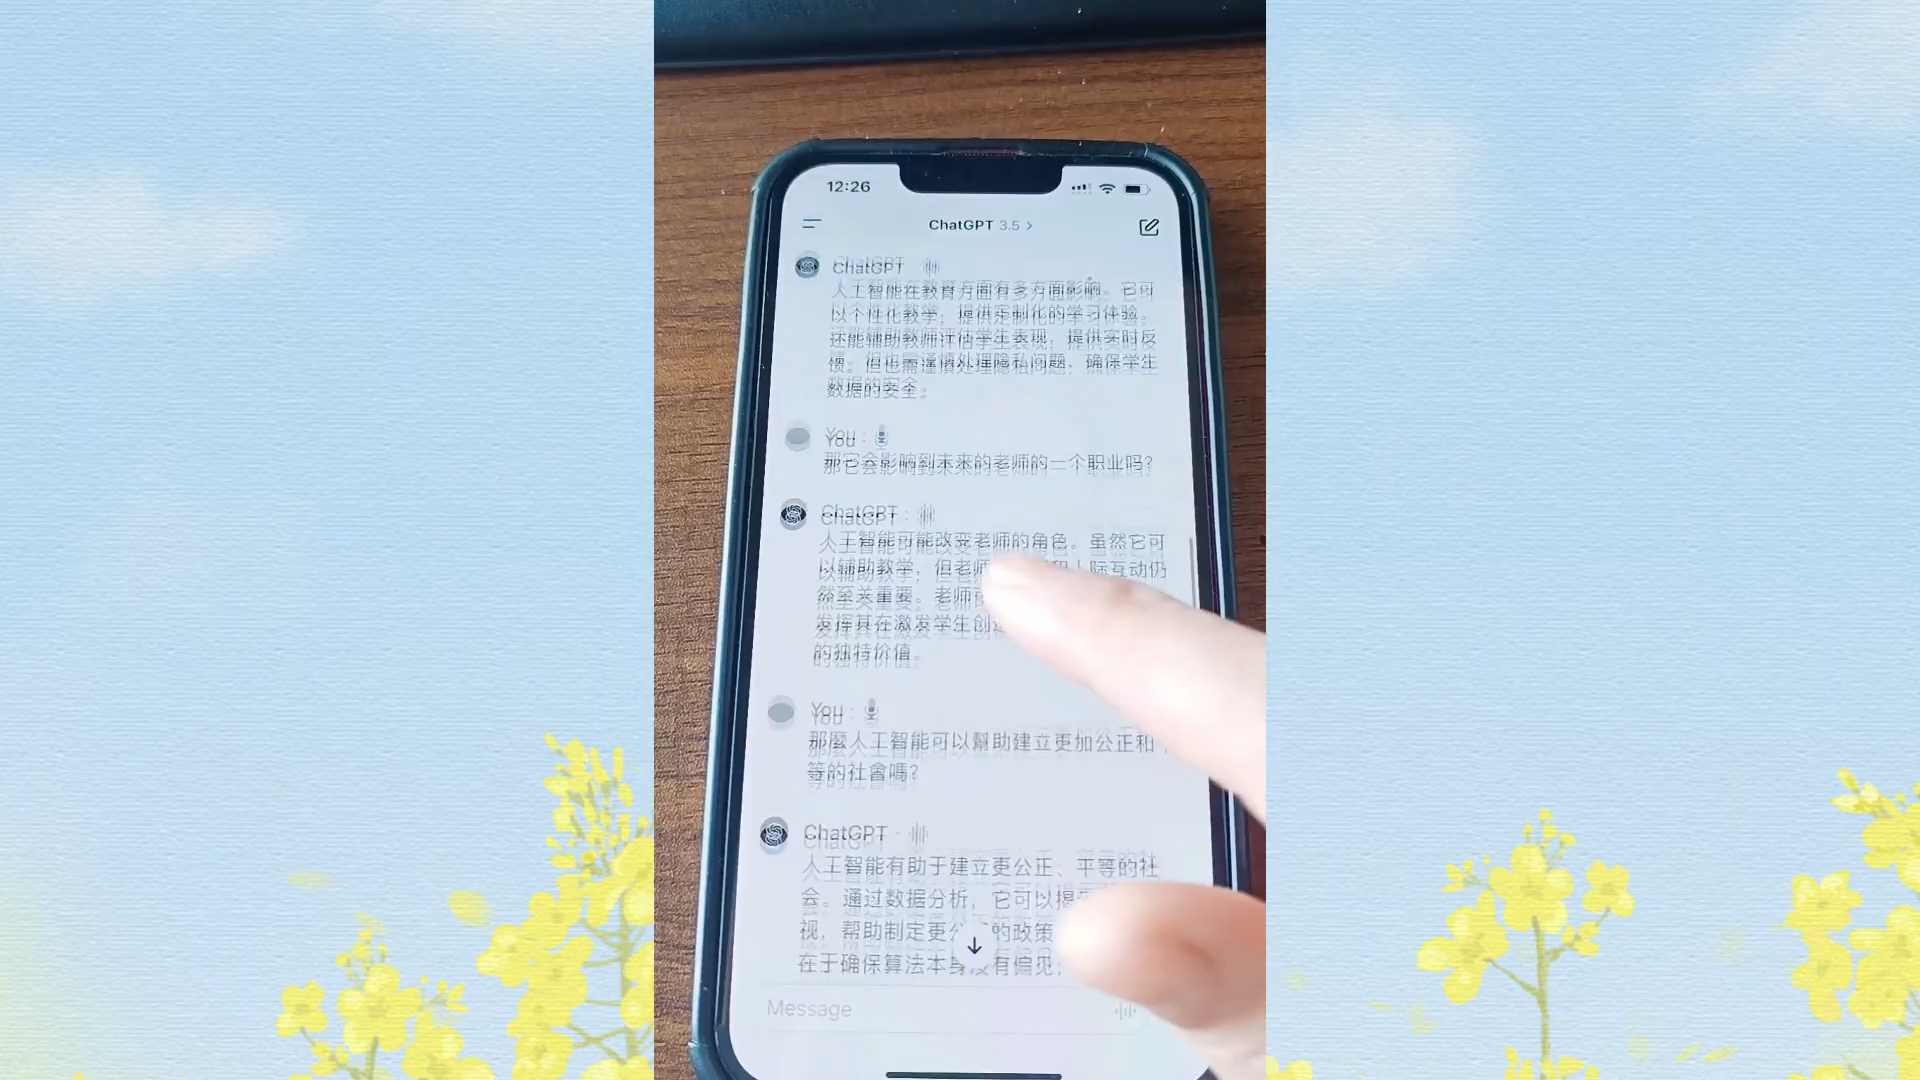 12:26
ChatGPT 3.5 >
ChatGPT
人工智能在教育方面有多方面影响。它可
以个性化教学，提供定制化的学习体验。
还能辅助教师评估学生表现，提供实时反
馈。但也需谨慎处理隐私问题，确保学生
数据的安全。
You
那它会影响到未来的老师的一个职业吗？
ChatGPT
人工智能可能改变老师的角色。虽然它可
以辅助教学，但老师 际互动仍
然至关重要。老师
发挥其在激发学生创
的独特价值。
You
那麼人工智能可以幫助建立更加公正和
等的社會嗎？
ChatGPT
人工智能有助于建立更公正、平等的社
会。通过数据分析，它可以揭
视，帮助制定更公 的政策
在于确保算法本身没有偏见，
Message